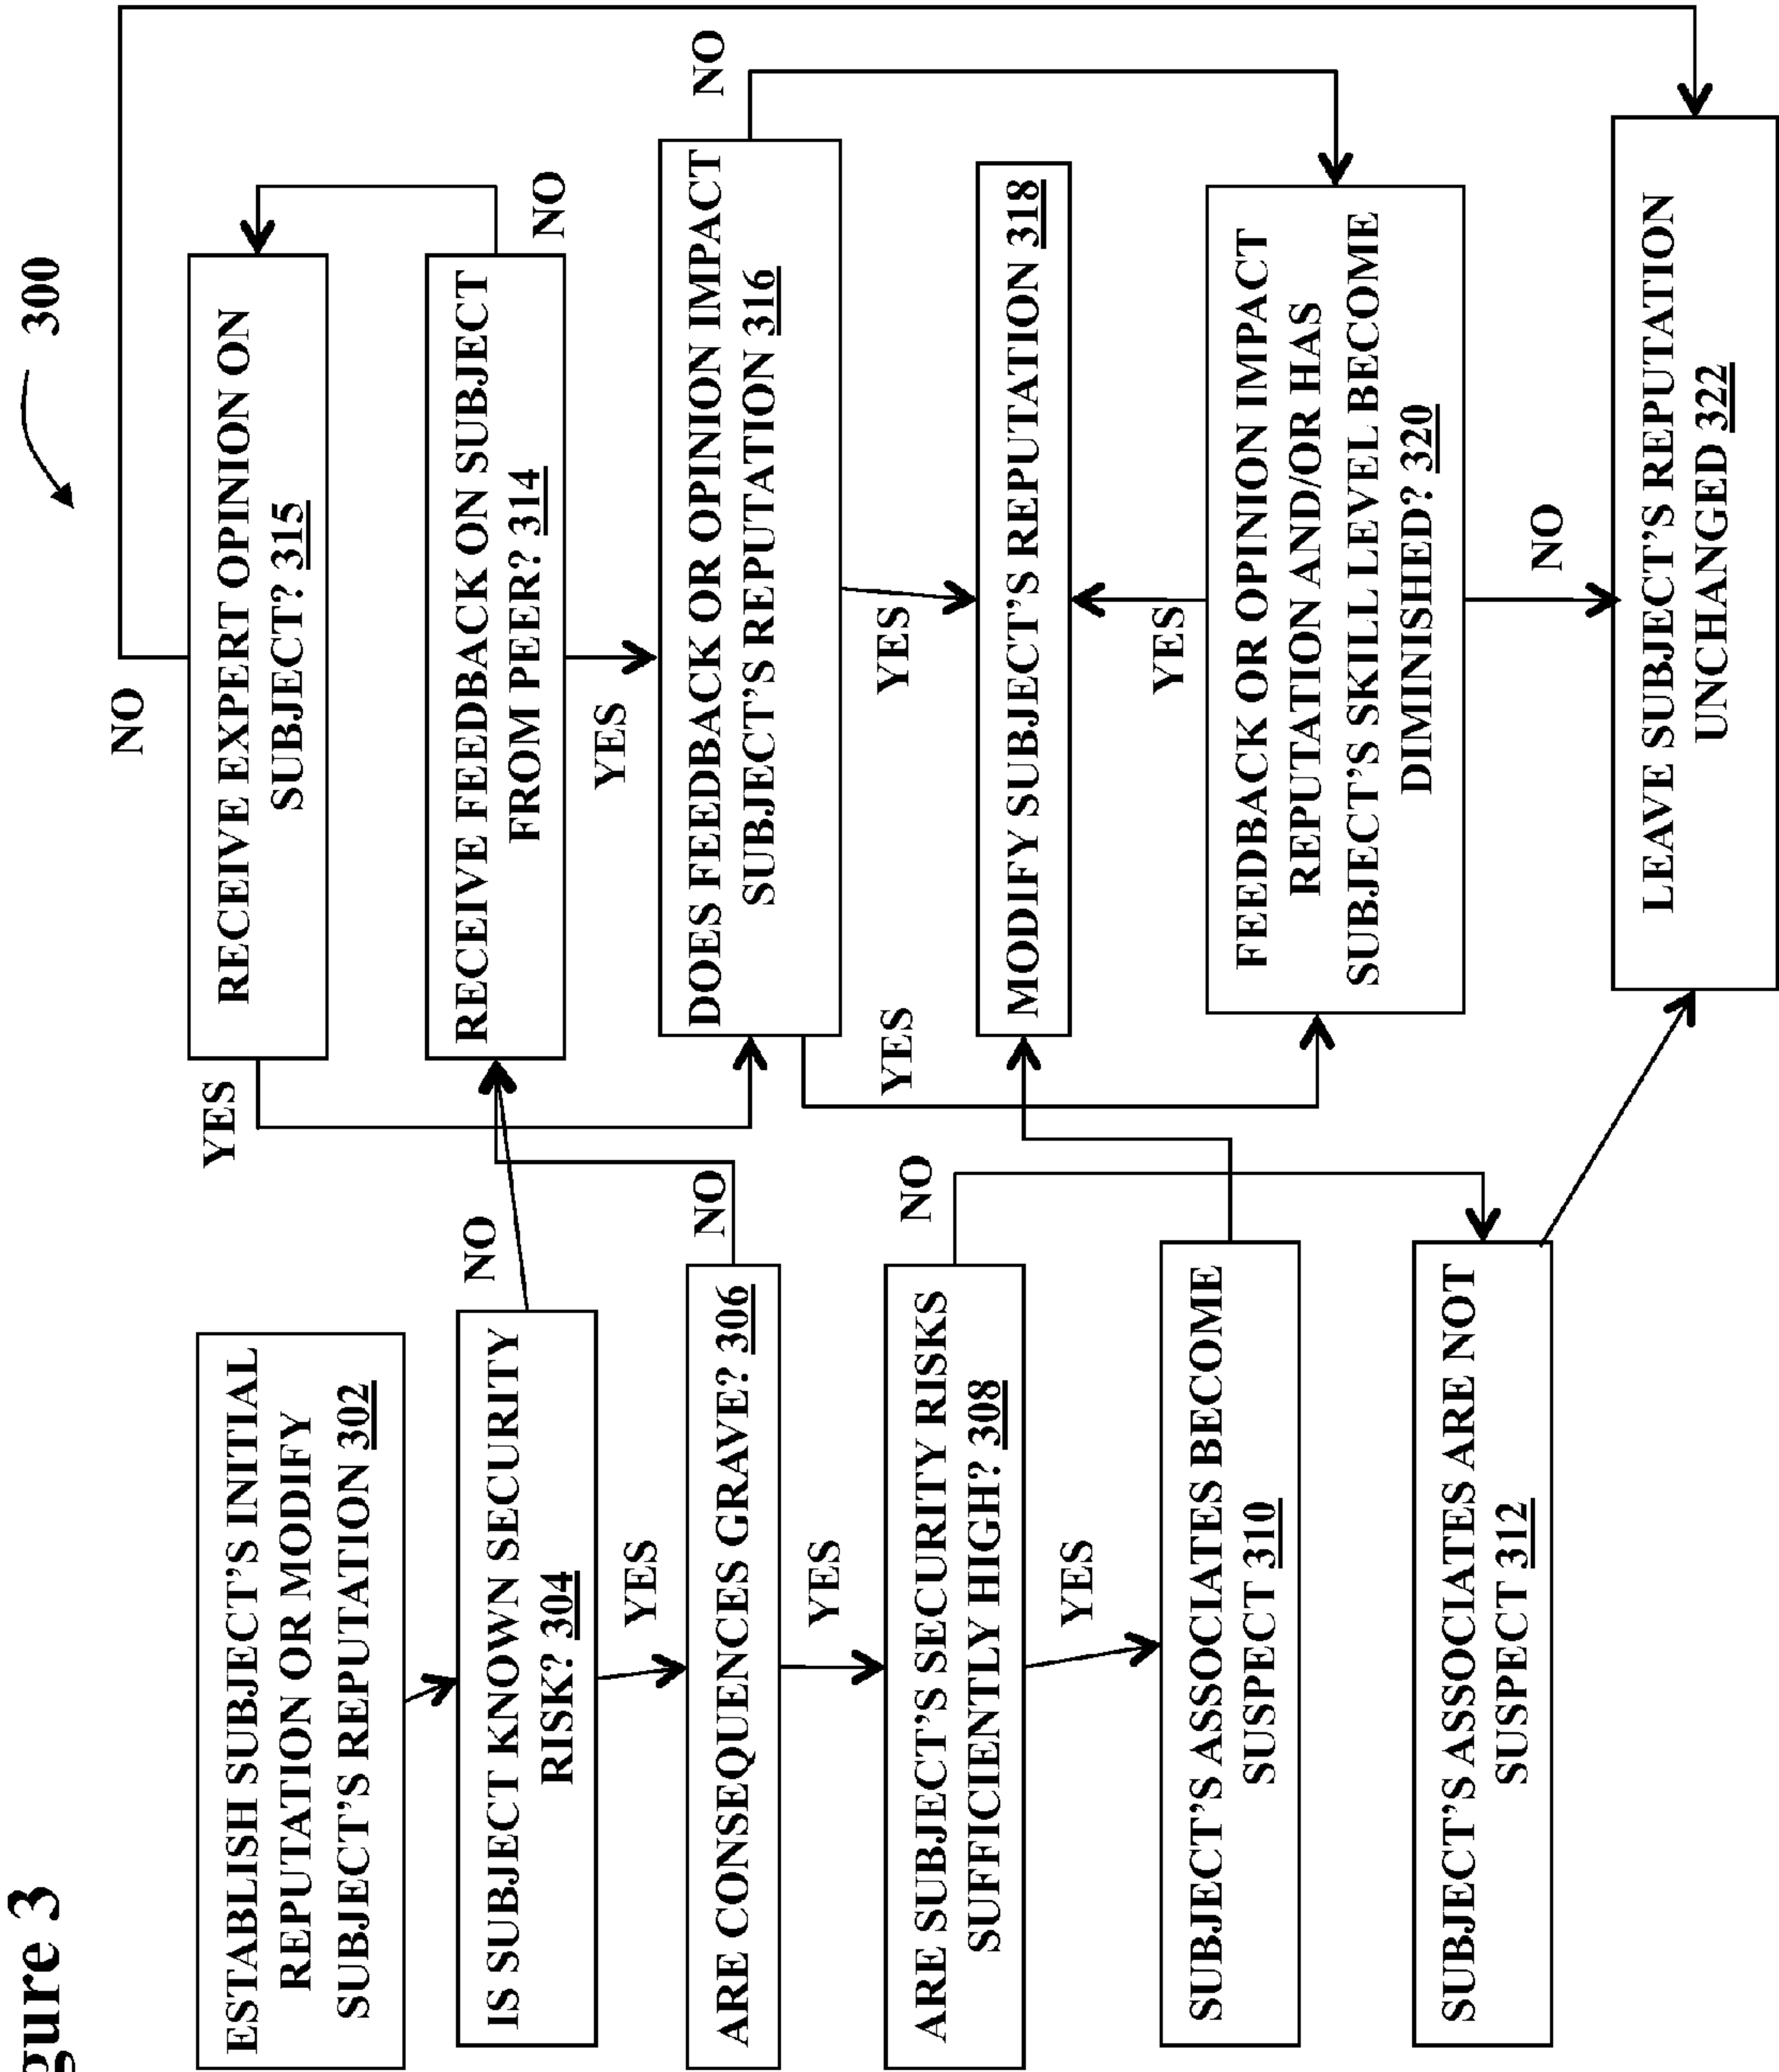 gure 3
300
ESTABLISH SUBJECT'S INITIAL
REPUTATION OR MODIFY
SUBJECT'S REPUTATION 302
IS SUBJECT KNOWN SECURITY
RISK? 304
NO
YES
ARE CONSEQUENCES GRAVE? 306
NO
YES
ARE SUBJECT'S SECURITY RISKS
SUFFICIENTLY HIGH? 308
NO
YES
SUBJECT'S ASSOCIATES BECOME
SUSPECT 310
SUBJECT'S ASSOCIATES ARE NOT
SUSPECT 312
NO
RECEIVE EXPERT OPINION ON
SUBJECT? 315
YES
RECEIVE FEEDBACK ON SUBJECT
FROM PEER? 314
NO
YES
DOES FEEDBACK OR OPINION IMPACT
SUBJECT'S REPUTATION 316
NO
YES
YES
MODIFY SUBJECT'S REPUTATION 318
YES
FEEDBACK OR OPINION IMPACT
REPUTATION AND/OR HAS
SUBJECT'S SKILL LEVEL BECOME
DIMINISHED? 320
NO
LEAVE SUBJECT'S REPUTATION
UNCHANGED 322